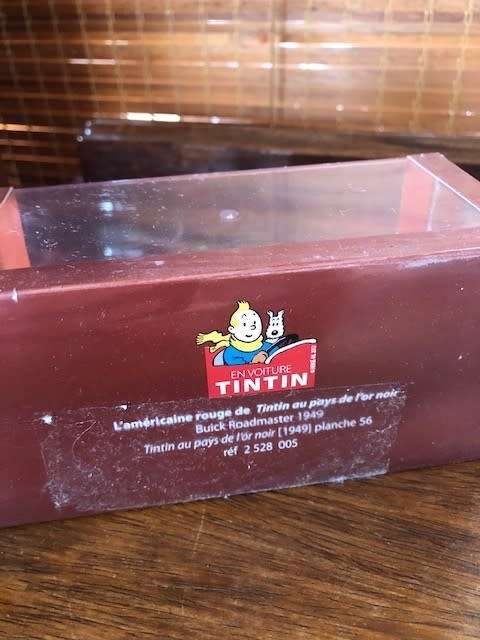 EN VOITURE
TINTIN
L'américaine rouge de Tintin au pays de l'or noir
Buick Roadmaster 1949
Tintin au pays de l'or noir [1949] planche 56
réf 2 528 005